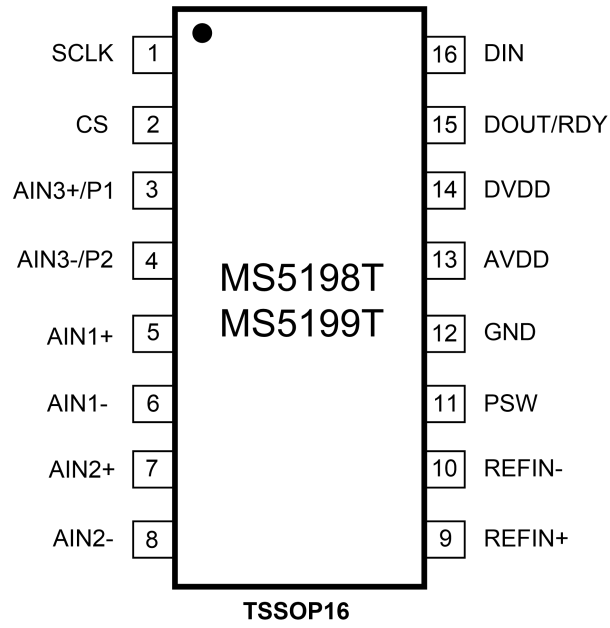 SCLK 1 16 DIN
CS 2 15 DOUT/RDY
AIN3+/P1 3 14 DVDD
AIN3-/P2 4 13 AVDD
MS5198T
MS5199T
AIN1+ 5 12 GND
AIN1- 6 11 PSW
AIN2+ 7 10 REFIN-
AIN2- 8 9 REFIN+
TSSOP16